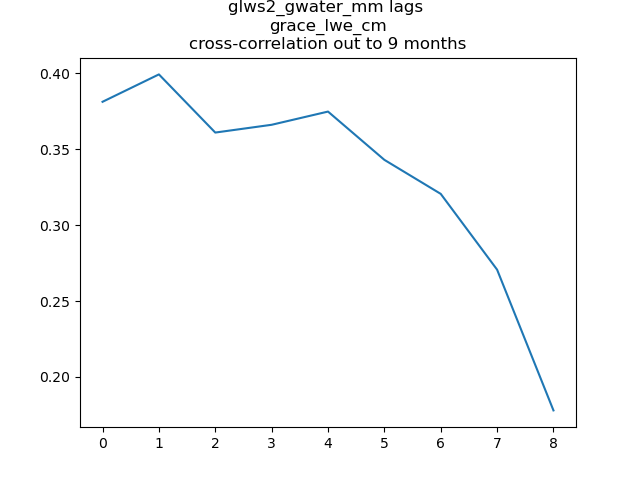 glws2_gwater_mm lags
grace_lwe_cm
cross-correlation out to 9 months
0.40
0.35
0.30
0.25
0.20
0 1 2 3 4 5 6 7 8